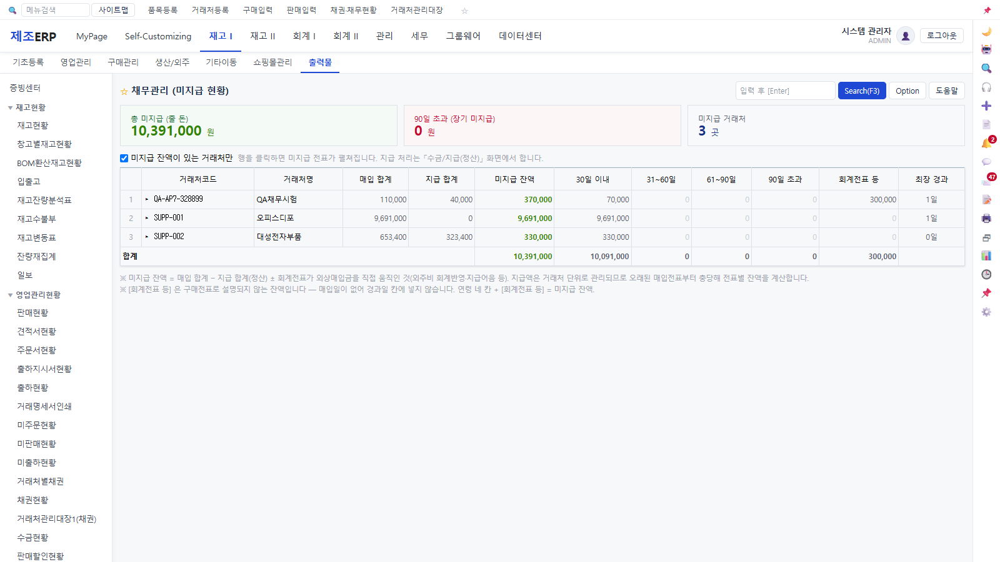 메뉴검색 사이트맵 품목등록 거래처등록 구매입력 판매입력 채권·채무현황 거래처관리대장
제조ERP MyPage Self-Customizing 재고 I 재고 II 회계 I 회계 II 관리 세무 그룹웨어 데이터센터 시스템 관리자 ADMIN 로그아웃
기초등록 영업관리 구매관리 생산/외주 기타이동 쇼핑몰관리 출력물
증빙센터
재고현황
재고현황
창고별재고현황
BOM환산재고현황
입출고
재고잔량분석표
재고수불부
재고변동표
잔량재집계
일보
영업관리현황
판매현황
견적서현황
주문서현황
출하지시서현황
출하현황
거래명세서인쇄
미주문현황
미판매현황
미출하현황
거래처별채권
채권현황
거래처관리대장1(채권)
수금현황
판매할인현황
채무관리 (미지급 현황) 입력 후 [Enter] Search(F3) Option 도움말
총 미지급 (줄 돈)
10,391,000 원
90일 초과 (장기 미지급)
0 원
미지급 거래처
3 곳
미지급 잔액이 있는 거래처만 행을 클릭하면 미지급 전표가 펼쳐집니다. 지급 처리는 「수금/지급(정산)」 화면에서 합니다.
거래처코드 거래처명 매입 합계 지급 합계 미지급 잔액 30일 이내 31~60일 61~90일 90일 초과 회계전표 등 최장 경과
1 ▸ QA-AP7-328899 QA채무시험 110,000 40,000 370,000 70,000 0 0 0 300,000 1일
2 ▸ SUPP-001 오피스디포 9,691,000 0 9,691,000 9,691,000 0 0 0 0 1일
3 ▸ SUPP-002 대성전자부품 653,400 323,400 330,000 330,000 0 0 0 0 0일
합계 10,391,000 10,091,000 0 0 0 300,000
※ 미지급 잔액 = 매입 합계 − 지급 합계(정산) ± 회계전표가 외상매입금을 직접 움직인 것(외주비 회계반영·지급어음 등). 지급액은 거래처 단위로 관리되므로 오래된 매입전표부터 충당해 전표별 잔액을 계산합니다.
※ [회계전표 등] 은 구매전표로 설명되지 않는 잔액입니다 — 매입일이 없어 경과일 칸에 넣지 않습니다. 연령 네 칸 + [회계전표 등] = 미지급 잔액.
2
47